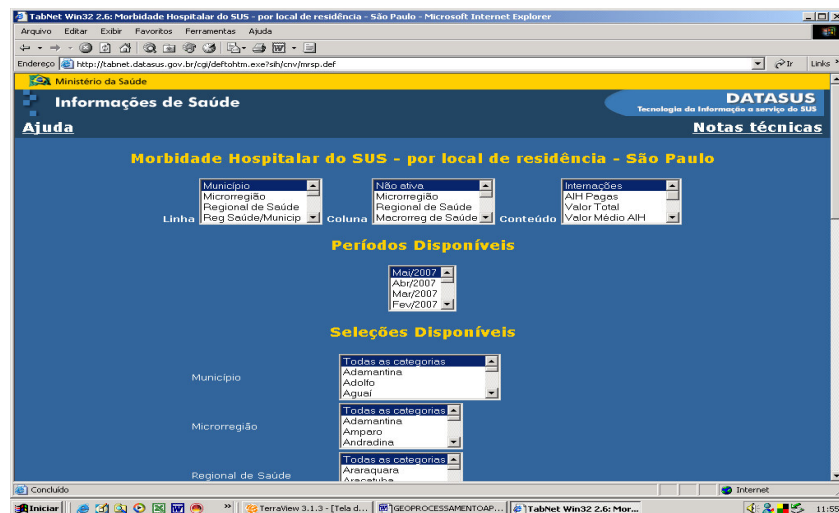 TabNet Win32 2.6: Morbidade Hospitalar do SUS - por local de residência - São Paulo - Microsoft Internet Explorer
Arquivo Editar Exibir Favoritos Ferramentas Ajuda
Endereço http://tabnet.datasus.gov.br/cgi/deftohtm.exe?sih/cnv/mrsp.def Ir Links »
Ministério da Saúde
Informações de Saúde
DATASUS
Tecnologia da Informação a serviço do SUS
Ajuda Notas técnicas
Morbidade Hospitalar do SUS - por local de residência - São Paulo
Linha
Município
Microrregião
Regional de Saúde
Reg Saúde/Municip
Coluna
Não ativa
Microrregião
Regional de Saúde
Macrorreg de Saúde
Conteúdo
Internações
AIH Pagas
Valor Total
Valor Médio AIH
Períodos Disponíveis
Mai/2007
Abr/2007
Mar/2007
Fev/2007
Seleções Disponíveis
Município
Todas as categorias
Adamantina
Adolfo
Aguaí
Microrregião
Todas as categorias
Adamantina
Amparo
Andradina
Regional de Saúde
Todas as categorias
Araraquara
Araçatuba
Concluído Internet
Iniciar » TerraView 3.1.3 - [Tela d... GEOPROCESSAMENTOAP... TabNet Win32 2.6: Mor...